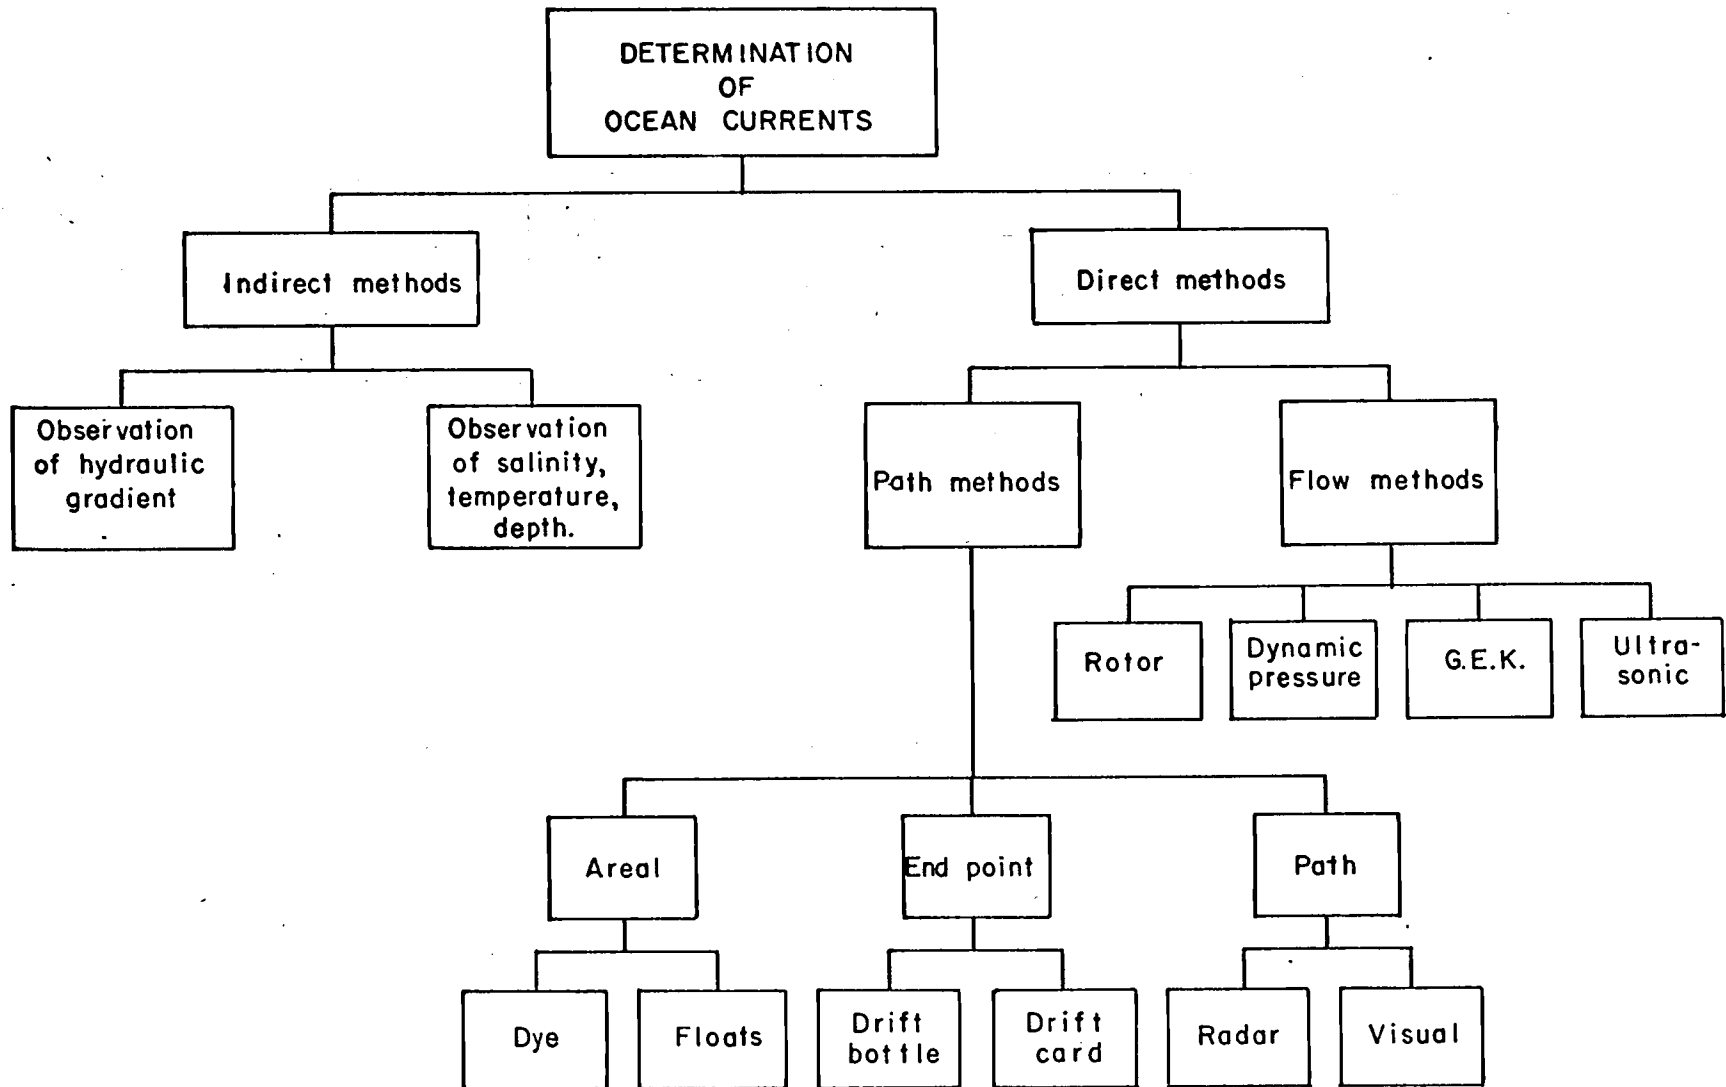 DETERMINATION
OF
OCEAN CURRENTS
Indirect methods
Direct methods
Observation
of hydraulic
gradient
Observation
of salinity,
temperature,
depth.
Path methods
Flow methods
Rotor
Dynamic
pressure
G.E.K.
Ultra-
sonic
Areal
End point
Path
Dye
Floats
Drift
bottle
Drift
card
Radar
Visual